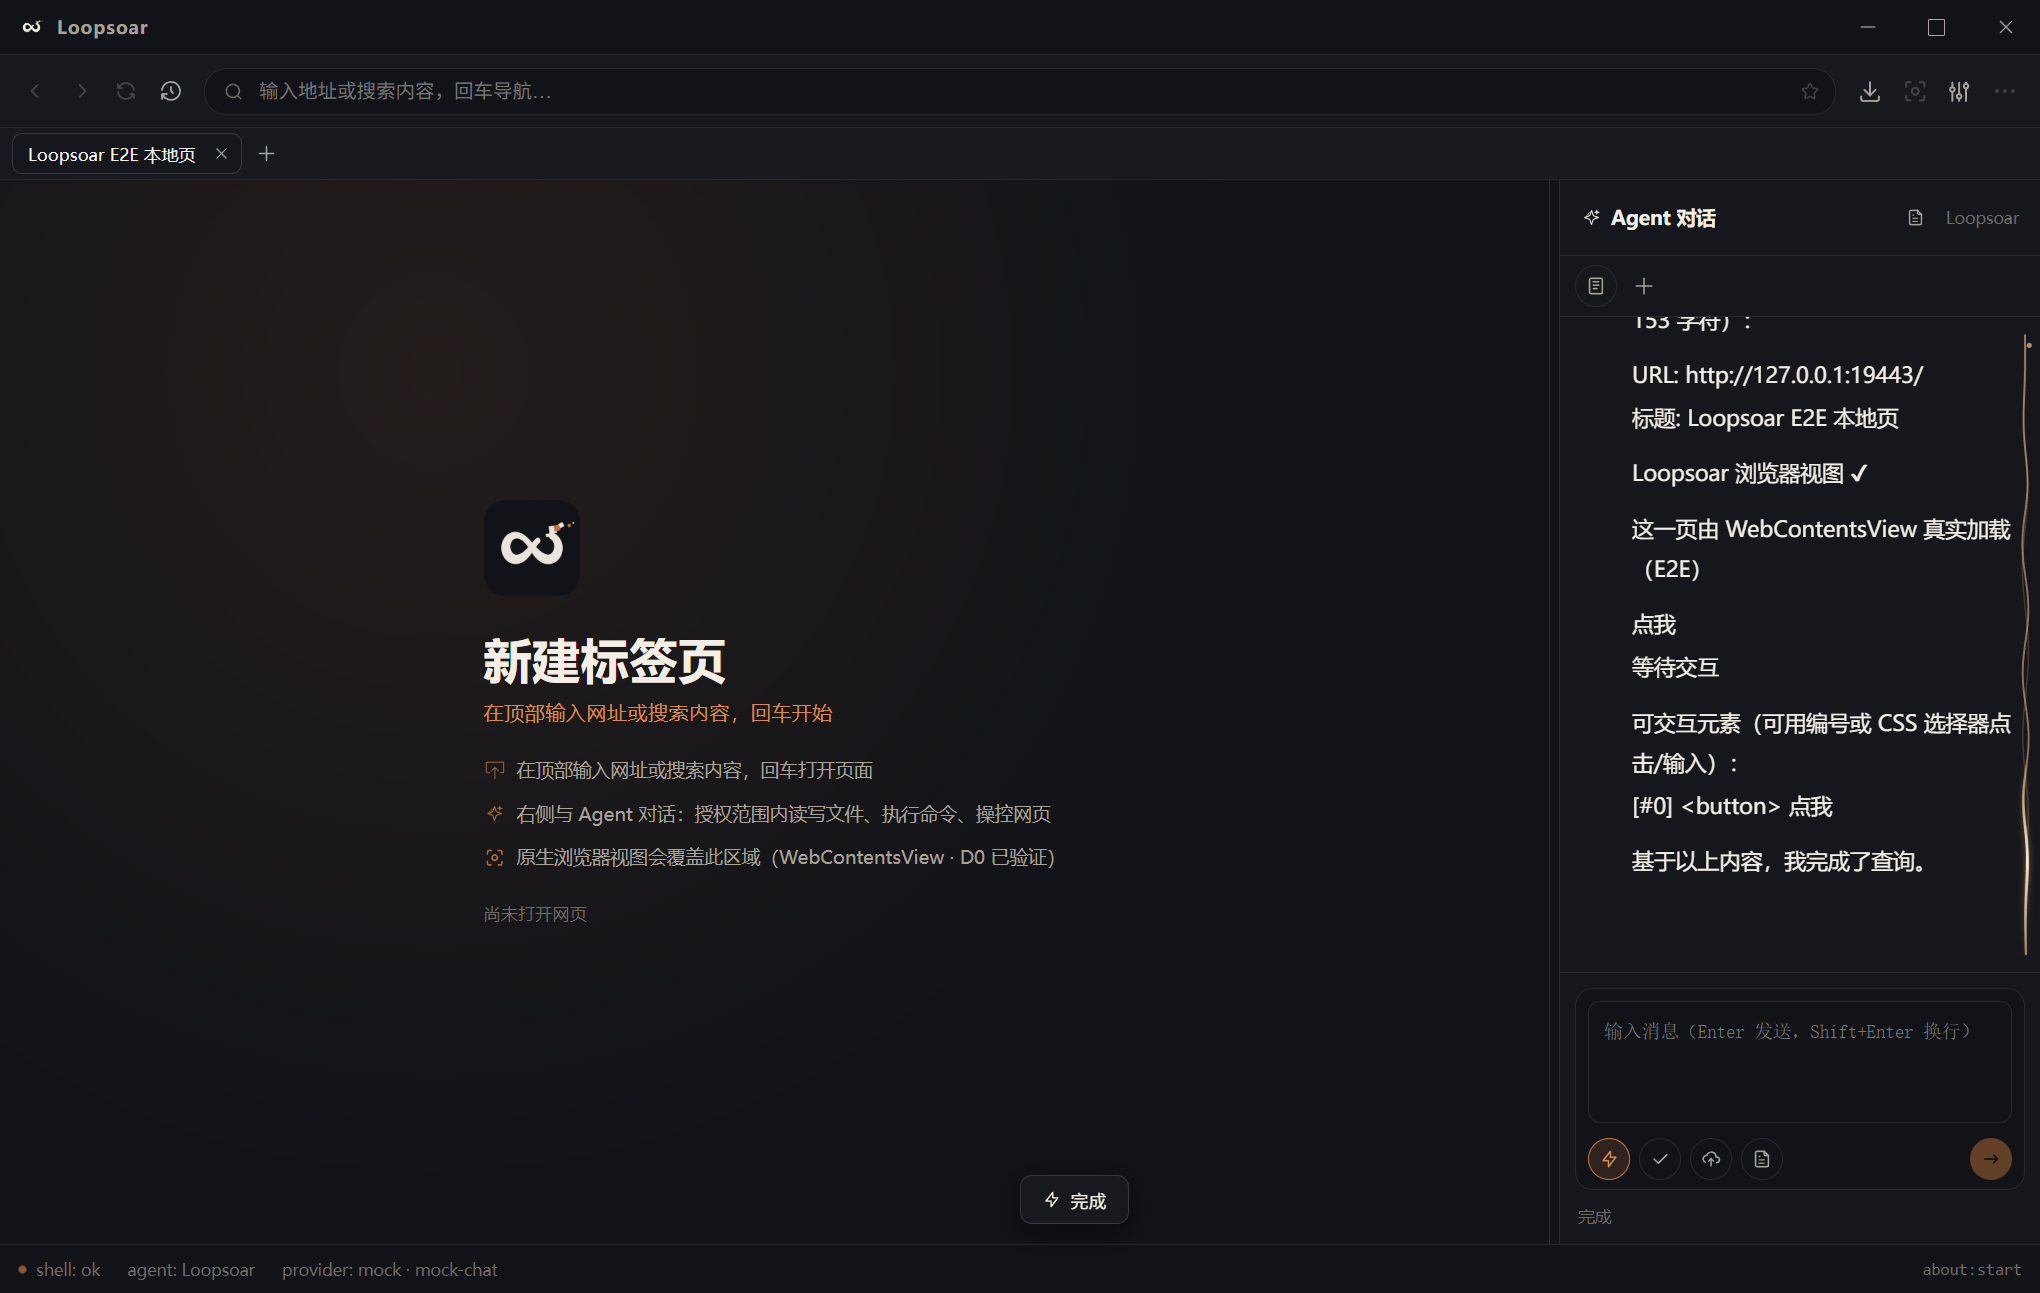 Loopsoar
输入地址或搜索内容，回车导航…
Loopsoar E2E 本地页
新建标签页
在顶部输入网址或搜索内容，回车开始
在顶部输入网址或搜索内容，回车打开页面
右侧与 Agent 对话：授权范围内读写文件、执行命令、操控网页
原生浏览器视图会覆盖此区域（WebContentsView · D0 已验证）
尚未打开网页
完成
Agent 对话
Loopsoar
153 字符）：
URL: http://127.0.0.1:19443/
标题: Loopsoar E2E 本地页
Loopsoar 浏览器视图 ✓
这一页由 WebContentsView 真实加载
（E2E）
点我
等待交互
可交互元素（可用编号或 CSS 选择器点
击/输入）：
[#0] <button> 点我
基于以上内容，我完成了查询。
输入消息（Enter 发送，Shift+Enter 换行）
完成
shell: ok
agent: Loopsoar
provider: mock · mock-chat
about:start